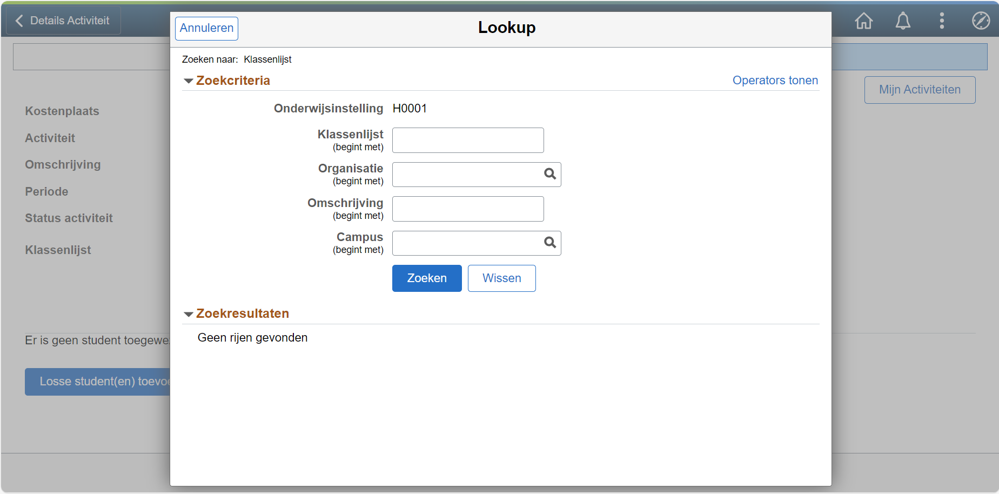 Details Activiteit
Annuleren
Lookup
Zoeken naar: Klassenlijst
Zoekcriteria
Operators tonen
Mijn Activiteiten
Onderwijsinstelling H0001
Kostenplaats
Klassenlijst
(begint met)
Activiteit
Organisatie
(begint met)
Omschrijving
Periode
Omschrijving
(begint met)
Status activiteit
Campus
(begint met)
Klassenlijst
Zoeken
Wissen
Zoekresultaten
Geen rijen gevonden
Er is geen student
Losse student(en)